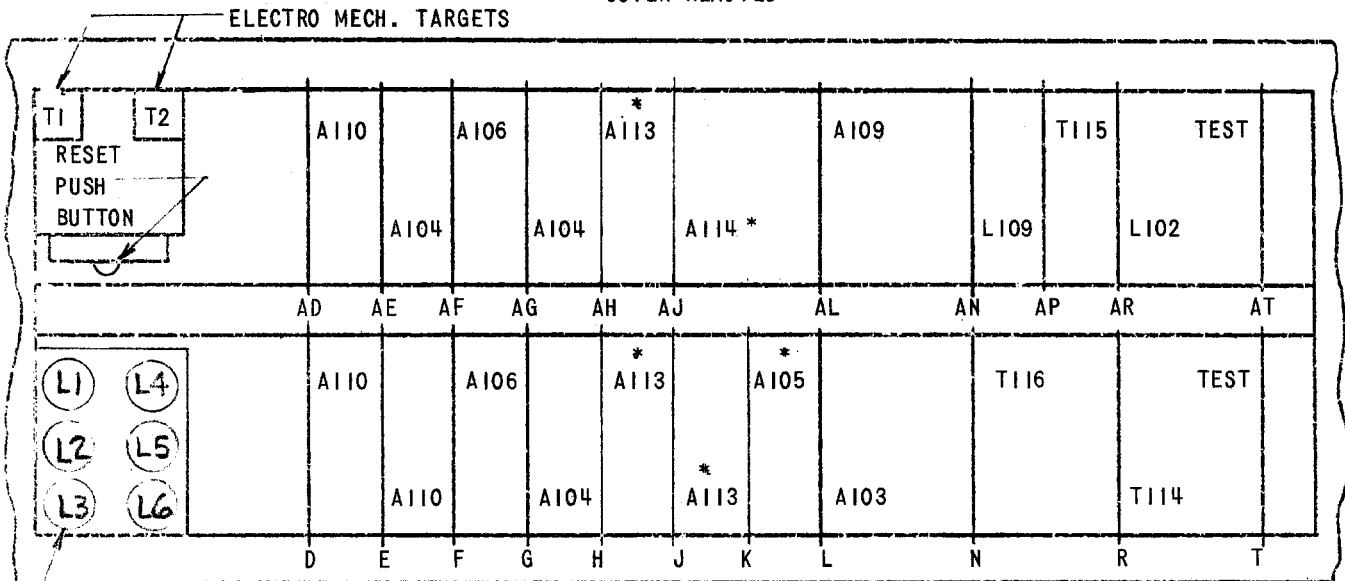 ELECTRO MECH. TARGETS
T1 T2 A110 A106 * A113 A109 T115 TEST
RESET
PUSH
BUTTON A104 A104 A114 * L109 L102
AD AE AF AG AH AJ AL AN AP AR AT
L1 L4 A110 A106 * A113 * A105 T116 TEST
L2 L5
L3 L6 A110 A104 * A113 A103 T114
D E F G H J K L N R T